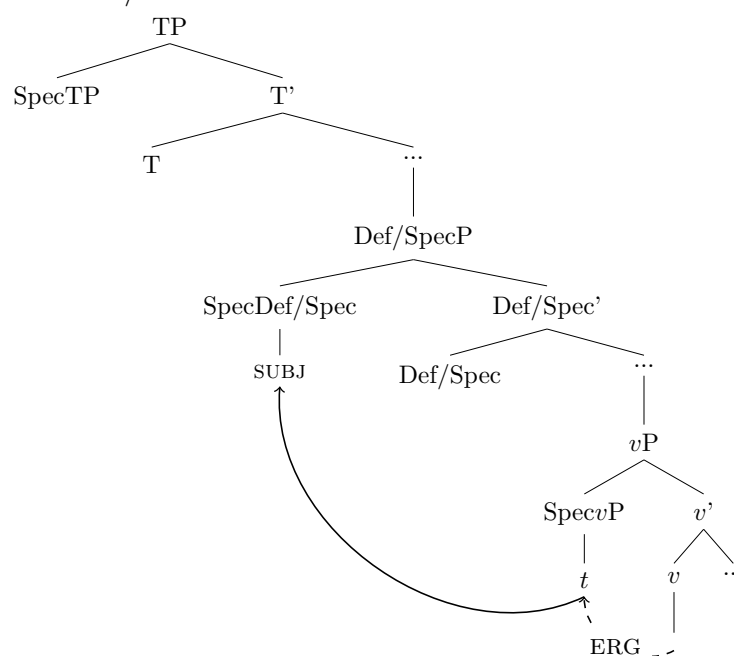 TP
SpecTP T'
T ...
Def/SpecP
SpecDef/Spec Def/Spec'
SUBJ Def/Spec ...
vP
SpecvP v'
t v ..
ERG